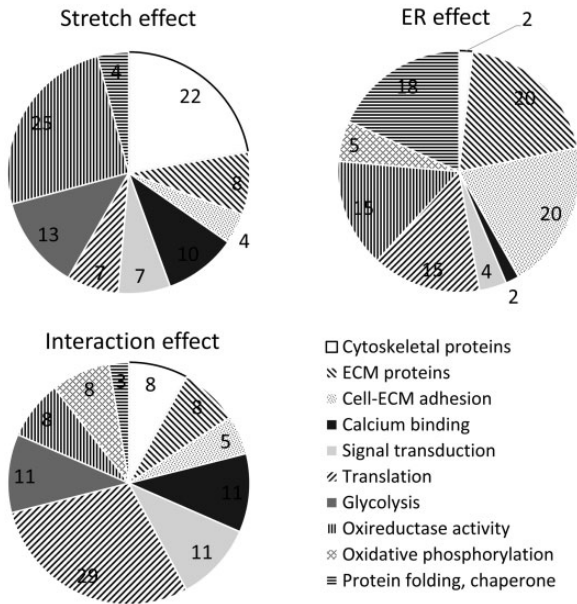 Stretch effect
4
22
25
8
4
13
10
7
7
ER effect
2
18
20
5
15
20
15
4
2
Interaction effect
8
3
8
8
8
5
11
11
11
29
Cytoskeletal proteins
ECM proteins
Cell-ECM adhesion
Calcium binding
Signal transduction
Translation
Glycolysis
Oxireductase activity
Oxidative phosphorylation
Protein folding, chaperone